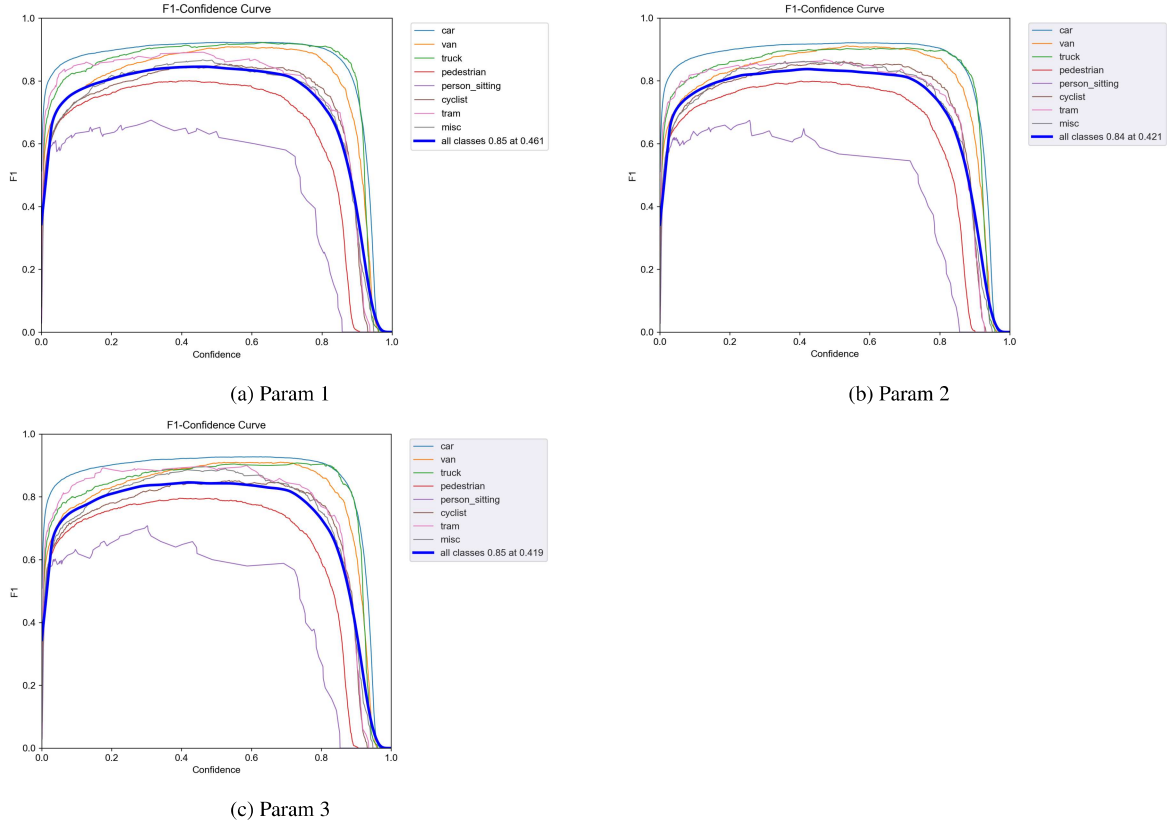 F1-Confidence Curve
1.0
0.8
0.6
0.4
0.2
0.0
F1
0.0 0.2 0.4 0.6 0.8 1.0
Confidence
car
van
truck
pedestrian
person_sitting
cyclist
tram
misc
all classes 0.85 at 0.461
(a) Param 1
F1-Confidence Curve
1.0
0.8
0.6
0.4
0.2
0.0
F1
0.0 0.2 0.4 0.6 0.8 1.0
Confidence
car
van
truck
pedestrian
person_sitting
cyclist
tram
misc
all classes 0.84 at 0.421
(b) Param 2
F1-Confidence Curve
1.0
0.8
0.6
0.4
0.2
0.0
F1
0.0 0.2 0.4 0.6 0.8 1.0
Confidence
car
van
truck
pedestrian
person_sitting
cyclist
tram
misc
all classes 0.85 at 0.419
(c) Param 3